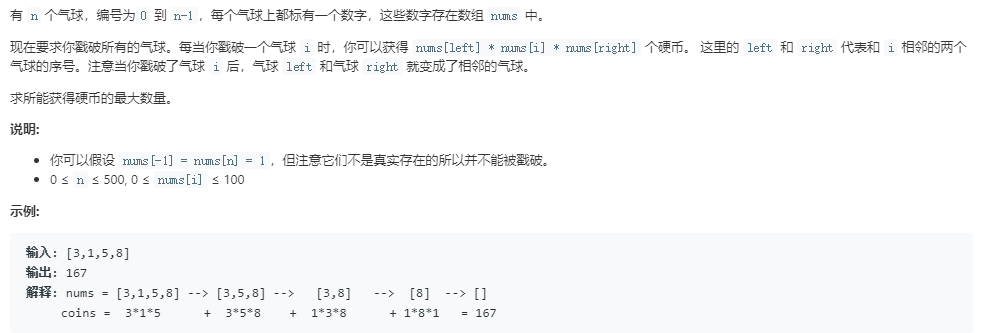 有 n 个气球，编号为 0 到 n-1，每个气球上都标有一个数字，这些数字存在数组 nums 中。
现在要求你戳破所有的气球。每当你戳破一个气球 i 时，你可以获得 nums[left] * nums[i] * nums[right] 个硬币。 这里的 left 和 right 代表和 i 相邻的两个
气球的序号。注意当你戳破了气球 i 后，气球 left 和气球 right 就变成了相邻的气球。
求所能获得硬币的最大数量。
说明:
• 你可以假设 nums[-1] = nums[n] = 1，但注意它们不是真实存在的所以并不能被戳破。
• 0 ≤ n ≤ 500, 0 ≤ nums[i] ≤ 100
示例:
输入: [3,1,5,8]
输出: 167
解释: nums = [3,1,5,8] --> [3,5,8] --> [3,8] --> [8] --> []
coins = 3*1*5 + 3*5*8 + 1*3*8 + 1*8*1 = 167